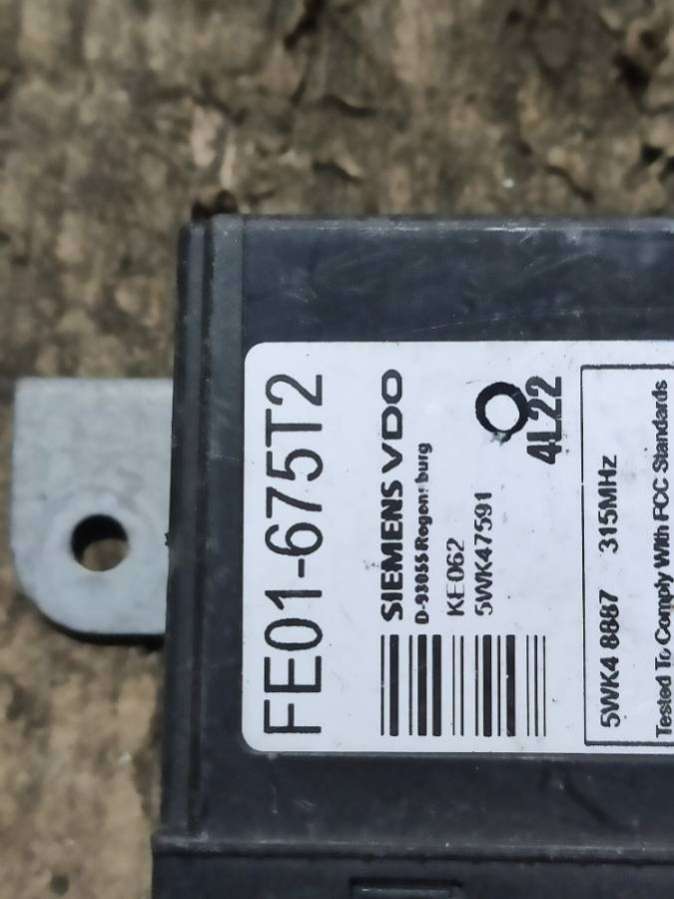 FE01-675T2
SIEMENS VDO
D-93055 Regensburg
KE062
5WK47591
4L22
5WK4 8887 315MHz
Tested To Comply With FCC Standards